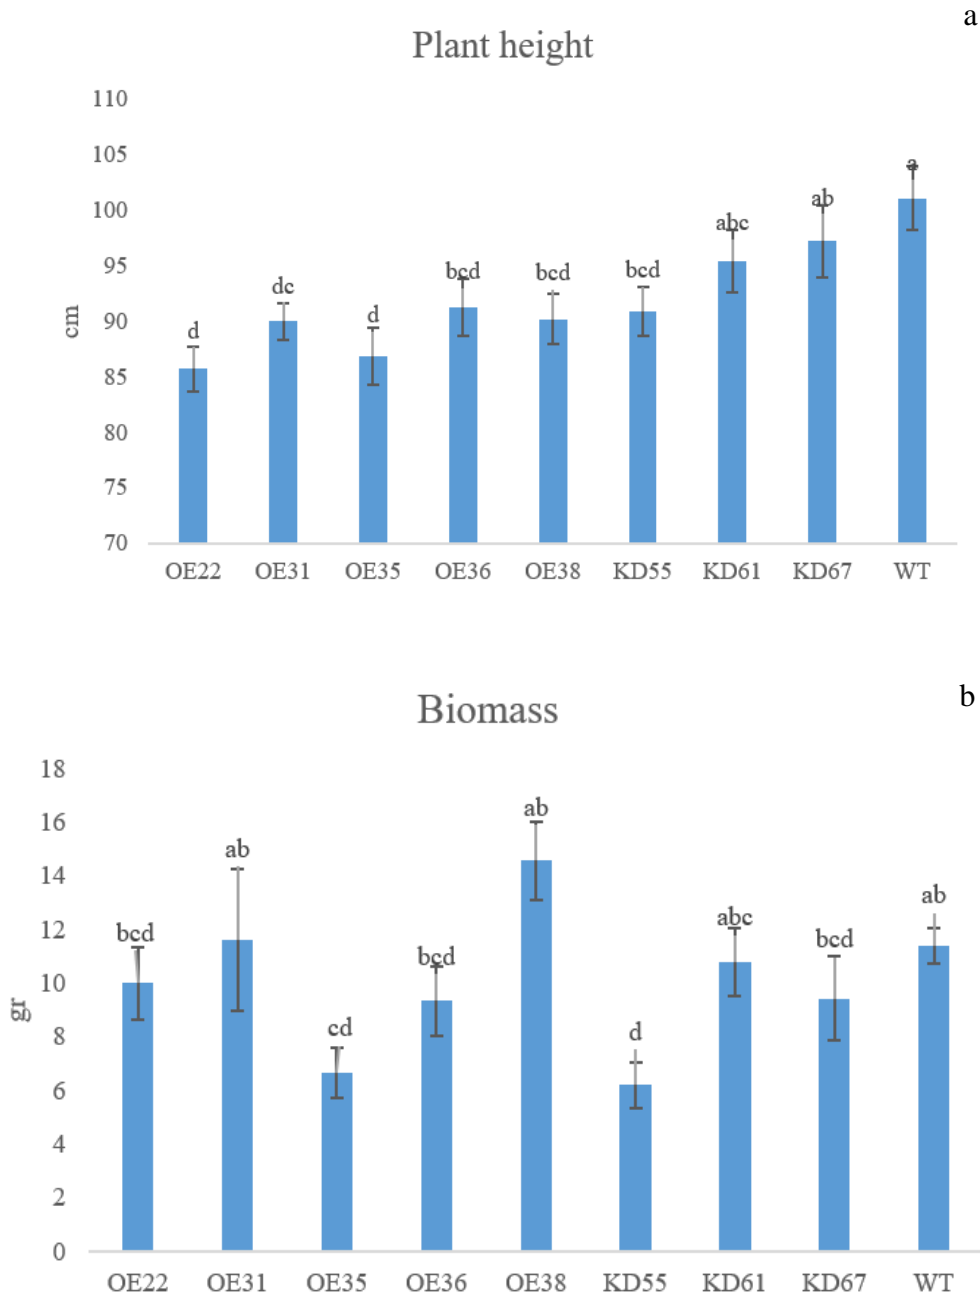 a
Plant height
110
105
100
95
90
85
80
75
70
cm
d
dc
d
bcd
bcd
bcd
abc
ab
a
OE22 OE31 OE35 OE36 OE38 KD55 KD61 KD67 WT
b
Biomass
18
16
14
12
10
8
6
4
2
0
gr
bcd
ab
cd
bcd
ab
d
abc
bcd
ab
OE22 OE31 OE35 OE36 OE38 KD55 KD61 KD67 WT